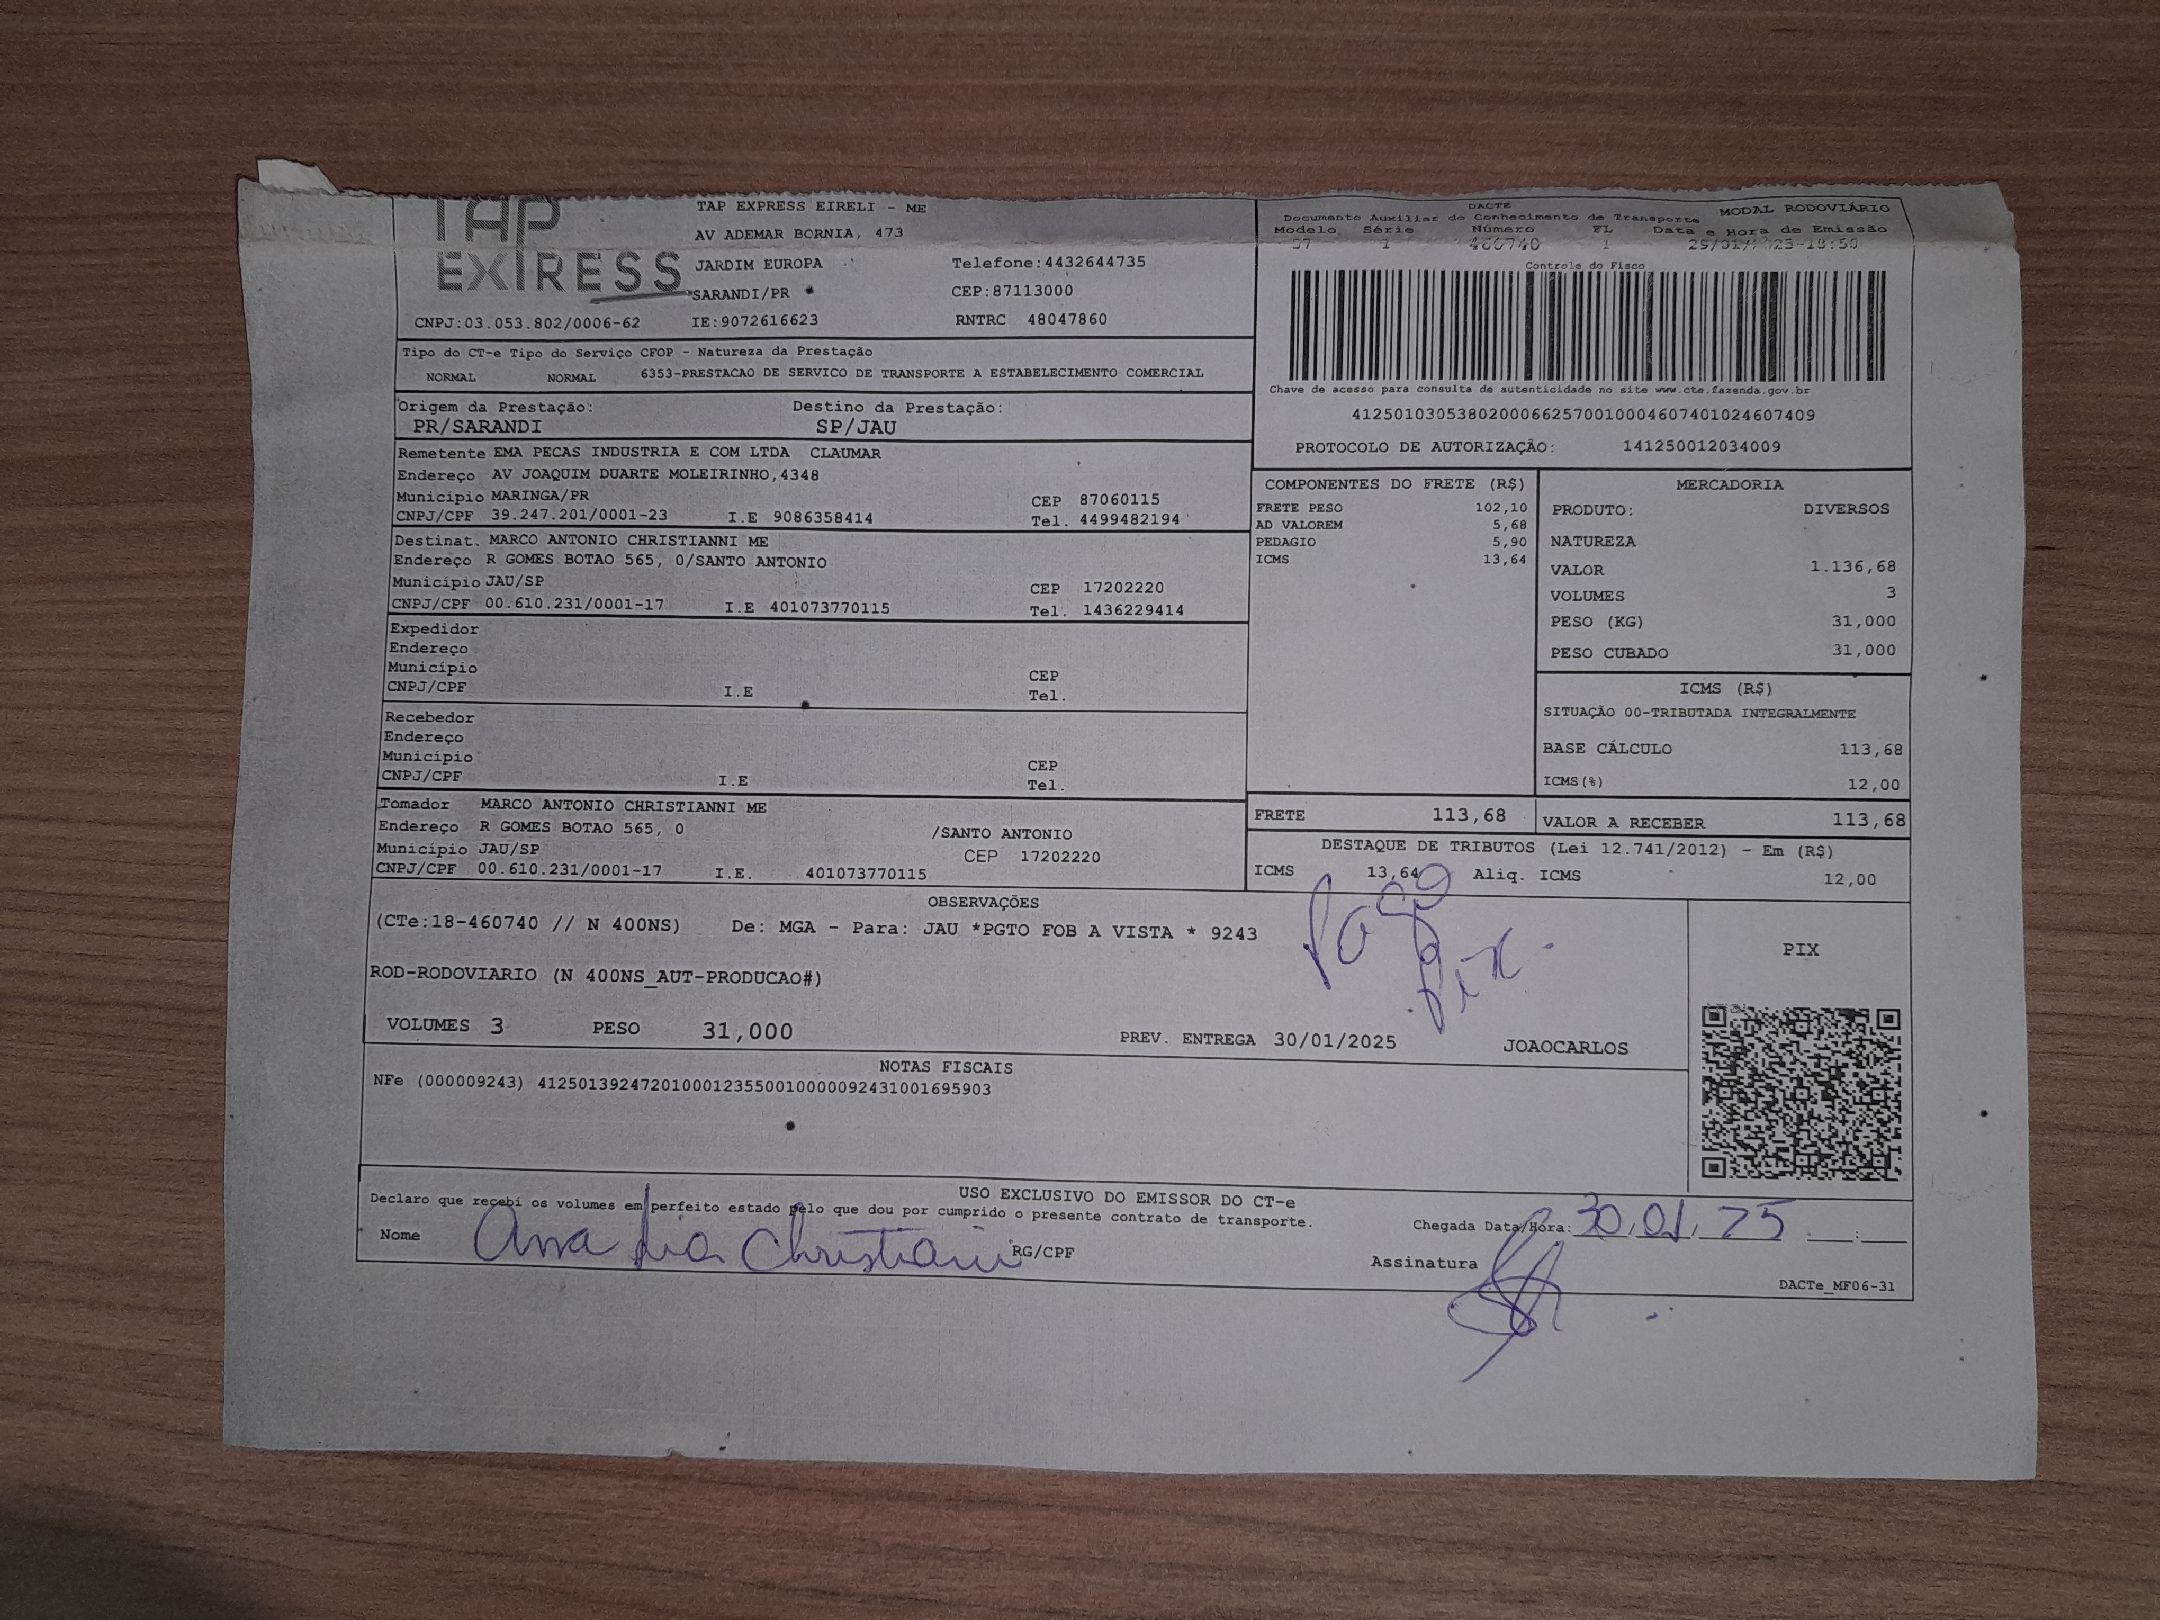 TAP EXPRESS
TAP EXPRESS EIRELI - ME
AV ADEMAR BORNIA, 473
JARDIM EUROPA Telefone:4432644735
SARANDI/PR CEP:87113000
CNPJ:03.053.802/0006-62 IE:9072616623 RNTRC 48047860
DACTE
Documento Auxiliar do Conhecimento de Transporte MODAL RODOVIÁRIO
Modelo Série Número FL Data e Hora de Emissão
57 1 460740 1
Controle do Fisco
Chave de acesso para consulta de autenticidade no site www.cte.fazenda.gov.br
41250103053802000662570010004607401024607409
PROTOCOLO DE AUTORIZAÇÃO: 141250012034009
Tipo do CT-e Tipo do Serviço CFOP - Natureza da Prestação
NORMAL NORMAL 6353-PRESTACAO DE SERVICO DE TRANSPORTE A ESTABELECIMENTO COMERCIAL
Origem da Prestação: Destino da Prestação:
PR/SARANDI SP/JAU
Remetente EMA PECAS INDUSTRIA E COM LTDA CLAUMAR
Endereço AV JOAQUIM DUARTE MOLEIRINHO,4348
Município MARINGA/PR CEP 87060115
CNPJ/CPF 39.247.201/0001-23 I.E 9086358414 Tel. 4499482194
Destinat. MARCO ANTONIO CHRISTIANNI ME
Endereço R GOMES BOTAO 565, 0/SANTO ANTONIO
Município JAU/SP CEP 17202220
CNPJ/CPF 00.610.231/0001-17 I.E 401073770115 Tel. 1436229414
Expedidor
Endereço
Município CEP
CNPJ/CPF I.E Tel.
Recebedor
Endereço
Município CEP
CNPJ/CPF I.E Tel.
Tomador MARCO ANTONIO CHRISTIANNI ME
Endereço R GOMES BOTAO 565, 0 /SANTO ANTONIO
Município JAU/SP CEP 17202220
CNPJ/CPF 00.610.231/0001-17 I.E. 401073770115
COMPONENTES DO FRETE (R$)
FRETE PESO 102,10
AD VALOREM 5,68
PEDAGIO 5,90
ICMS 13,64
MERCADORIA
PRODUTO: DIVERSOS
NATUREZA
VALOR 1.136,68
VOLUMES 3
PESO (KG) 31,000
PESO CUBADO 31,000
ICMS (R$)
SITUAÇÃO 00-TRIBUTADA INTEGRALMENTE
BASE CÁLCULO 113,68
ICMS(%) 12,00
FRETE 113,68 VALOR A RECEBER 113,68
DESTAQUE DE TRIBUTOS (Lei 12.741/2012) - Em (R$)
ICMS 13,64 Aliq. ICMS 12,00
OBSERVAÇÕES
(CTe:18-460740 // N 400NS) De: MGA - Para: JAU *PGTO FOB A VISTA * 9243
Pago
Pix.
ROD-RODOVIARIO (N 400NS_AUT-PRODUCAO#)
VOLUMES 3 PESO 31,000 PREV. ENTREGA 30/01/2025 JOAOCARLOS
PIX
NOTAS FISCAIS
NFe (000009243) 41250139247201000123550010000092431001695903
USO EXCLUSIVO DO EMISSOR DO CT-e
Declaro que recebi os volumes em perfeito estado pelo que dou por cumprido o presente contrato de transporte.
Chegada Data/Hora: 30.01.25 __:__
Nome Ana Lia Christiani RG/CPF Assinatura
DACTe_MF06-31